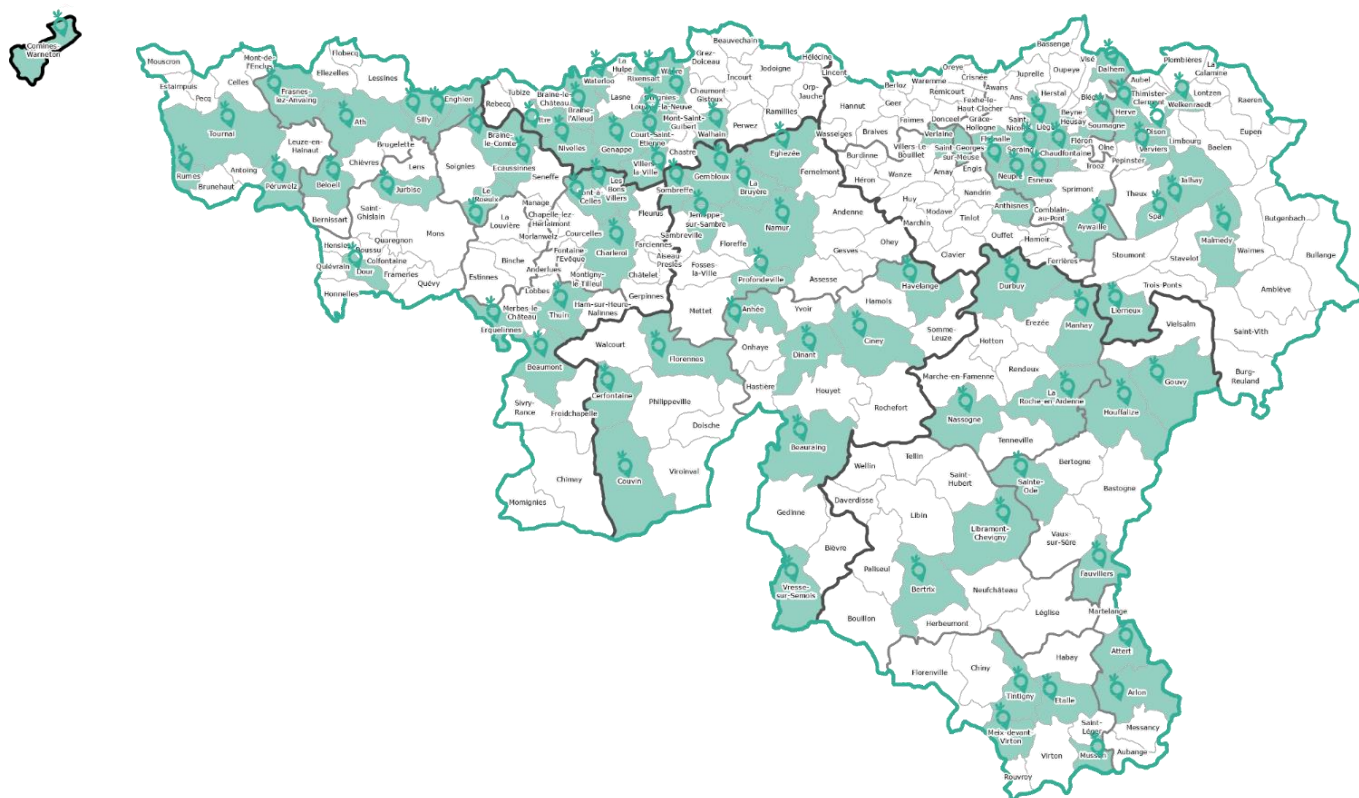 Comines-
Warneton
Mouscron
Estaimpuis
Pecq
Celles
Mont-de-
l'Enclus
Flobecq
Ellezelles
Lessines
Frasnes-
lez-Anvaing
Tournai
Ath
Silly
Enghien
Leuze-en-
Hainaut
Chièvres
Brugelette
Lens
Rumes
Brunehaut
Antoing
Péruwelz
Beloeil
Jurbise
Soignies
Bernissart
Saint-
Ghislain
Mons
Hensies
Quiévrain
Boussu
Dour
Quaregnon
Colfontaine
Frameries
Quévy
Honnelles
Rebecq
Tubize
Braine-
le-Comte
Ecaussinnes
Seneffe
Le
Roeulx
La
Louvière
Manage
Chapelle-lez-
Herlaimont
Morlanwelz
Binche
Estinnes
Anderlues
Fontaine
l'Evêque
Courcelles
Pont-à
Celles
Les
Bons
Villers
Fleurus
Charleroi
Farciennes
Aiseau-
Presles
Châtelet
Montigny-
le-Tilleul
Gerpinnes
Ham-sur-Heure-
Nalinnes
Lobbes
Thuin
Merbes-le
Château
Erquelinnes
Beaumont
Sivry-
Rance
Froidchapelle
Chimay
Momignies
Braine-le-
Château
Ittre
Braine-
l'Alleud
Waterloo
La
Hulpe
Rixensart
Lasne
Wavre
Grez-
Doiceau
Beauvechain
Jodoigne
Hélécine
Incourt
Orp-
Jauche
Ramillies
Chaumont
Gistoux
Mont-Saint-
Guibert
Court-Saint-
Etienne
Walhain
Perwez
Chastre
Nivelles
Genappe
Villers-
la-Ville
Gembloux
Sombreffe
Eghezée
La
Bruyère
Fernelmont
Jemeppe-
sur-Sambre
Sambreville
Floreffe
Namur
Andenne
Fosses-
la-Ville
Profondeville
Gesves
Ohey
Assesse
Mettet
Anhée
Yvoir
Hamois
Havelange
Ciney
Somme-
Leuze
Onhaye
Dinant
Hastière
Houyet
Rochefort
Walcourt
Florennes
Cerfontaine
Philippeville
Doische
Couvin
Viroinval
Beauraing
Gedinne
Bièvre
Vresse-
sur-Semois
Lincent
Hannut
Wasseiges
Berloz
Geer
Waremme
Oreye
Remicourt
Crisnée
Faimes
Donceel
Braives
Burdinne
Villers-Le
Bouillet
Verlaine
Saint-Georges
sur-Meuse
Héron
Wanze
Amay
Engis
Huy
Modave
Marchin
Nandrin
Tinlot
Clavier
Ouffet
Anthisnes
Hamoir
Ferrières
Comblain-
au-Pont
Aywaille
Sprimont
Esneux
Neupré
Seraing
Flémalle
Grâce-
Hollogne
Saint
Nicolas
Ans
Awans
Fexhe-le
Haut-Clocher
Juprelle
Bassenge
Oupeye
Visé
Herstal
Liège
Dalhem
Blégny
Beyne-
Heusay
Soumagne
Fléron
Chaudfontaine
Trooz
Olne
Herve
Aubel
Thimister-
Clermont
Plombières
La
Calamine
Lontzen
Welkenraedt
Raeren
Eupen
Dison
Verviers
Limbourg
Baelen
Pepinster
Theux
Spa
Jalhay
Malmedy
Waimes
Butgenbach
Bullange
Stoumont
Stavelot
Trois-Ponts
Lierneux
Amblève
Saint-Vith
Burg-
Reuland
Vielsalm
Gouvy
Houffalize
Durbuy
Erezée
Manhay
Hotton
Rendeux
Marche-en-Famenne
La
Roche-en-Ardenne
Nassogne
Tenneville
Bertogne
Sainte-
Ode
Bastogne
Wellin
Tellin
Saint-
Hubert
Daverdisse
Libin
Libramont-
Chevigny
Vaux-
sur-Sûre
Paliseul
Bertrix
Neufchâteau
Fauvillers
Bouillon
Herbeumont
Léglise
Martelange
Florenville
Chiny
Habay
Attert
Tintigny
Etalle
Arlon
Meix-devant
Virton
Saint-
Léger
Messancy
Virton
Musson
Aubange
Rouvroy